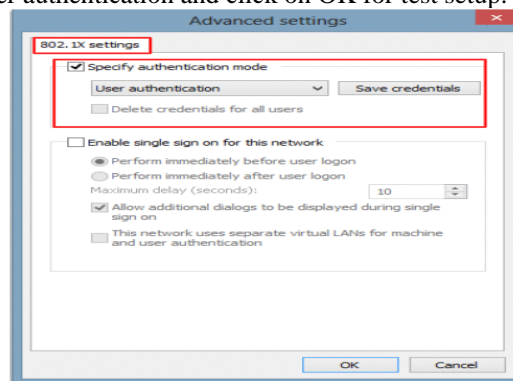 er authentication and click on OK for test setup.
Advanced settings
802.1X settings
Specify authentication mode
User authentication
Save credentials
Delete credentials for all users
Enable single sign on for this network
Perform immediately before user logon
Perform immediately after user logon
Maximum delay (seconds):
10
Allow additional dialogs to be displayed during single
sign on
This network uses separate virtual LANs for machine
and user authentication
OK
Cancel